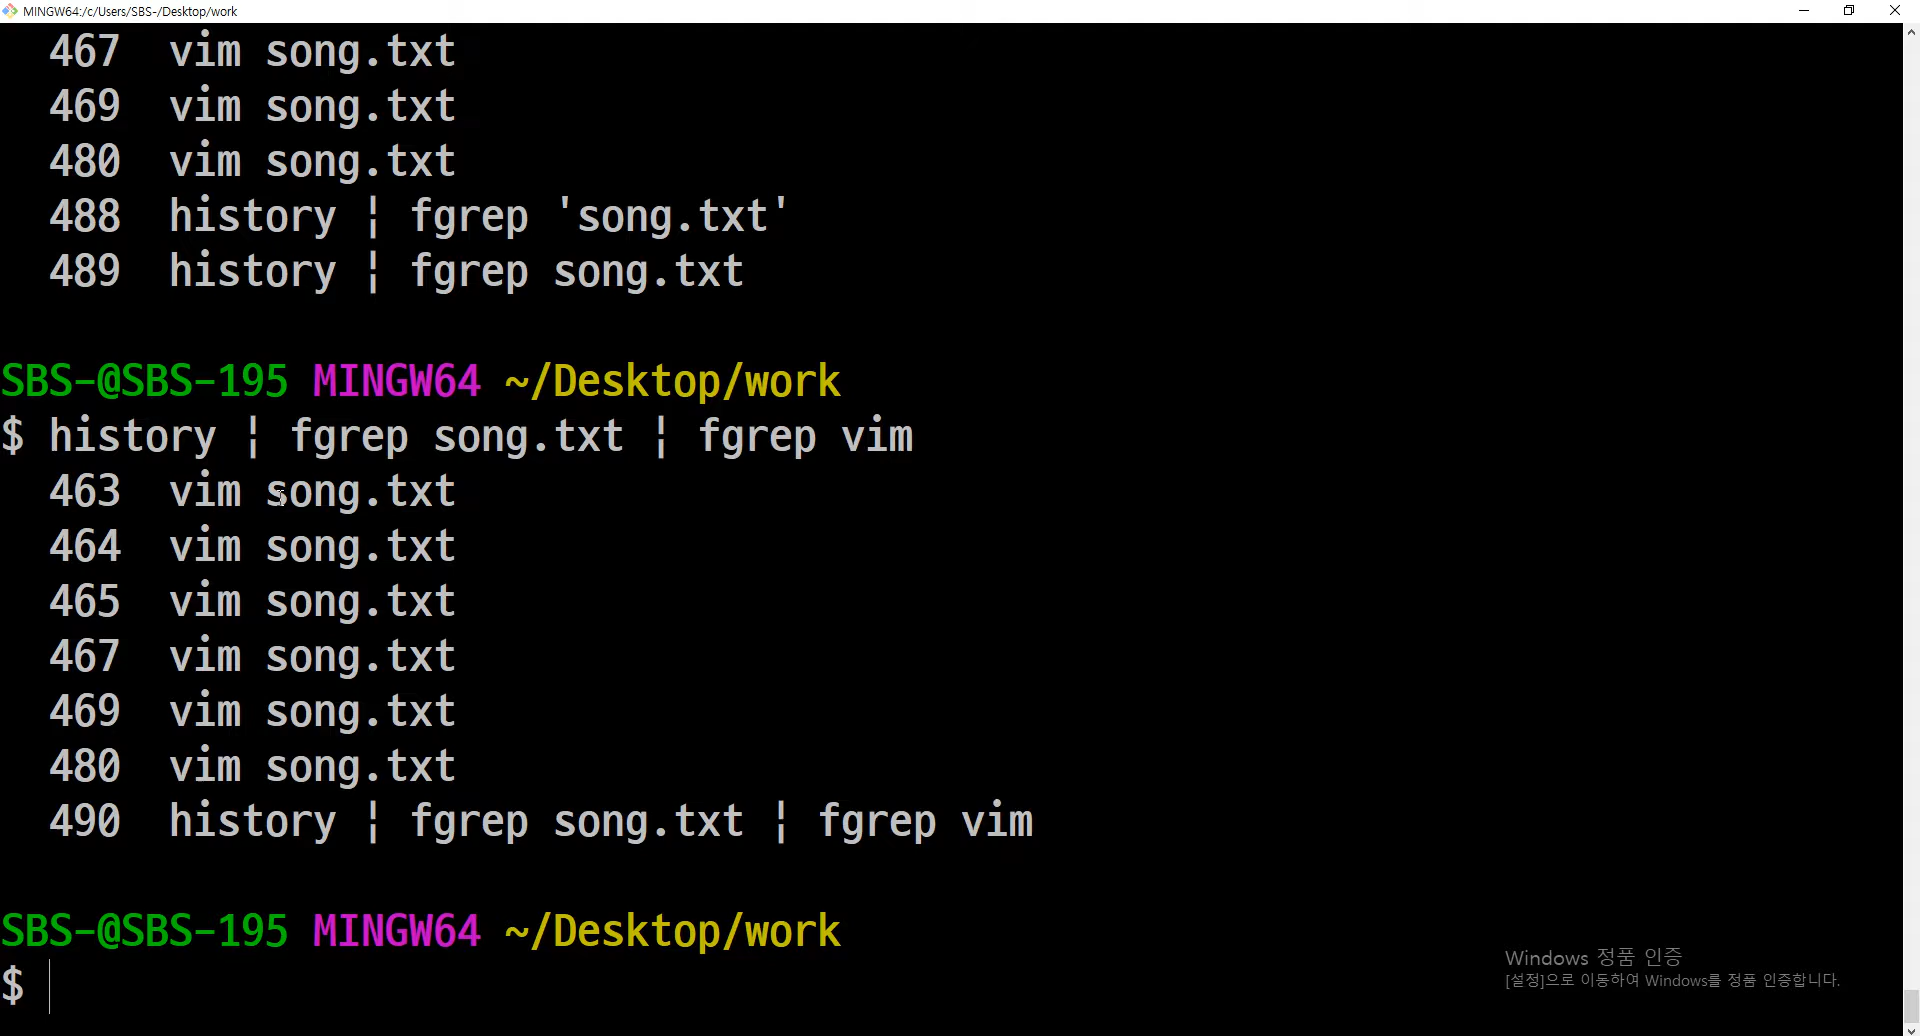 MINGW64:/c/Users/SBS-/Desktop/work
467 vim song.txt
469 vim song.txt
480 vim song.txt
488 history | fgrep 'song.txt'
489 history | fgrep song.txt
SBS-@SBS-195 MINGW64 ~/Desktop/work
$ history | fgrep song.txt | fgrep vim
463 vim song.txt
464 vim song.txt
465 vim song.txt
467 vim song.txt
469 vim song.txt
480 vim song.txt
490 history | fgrep song.txt | fgrep vim
SBS-@SBS-195 MINGW64 ~/Desktop/work
$
Windows 정품 인증
[설정]으로 이동하여 Windows를 정품 인증합니다.